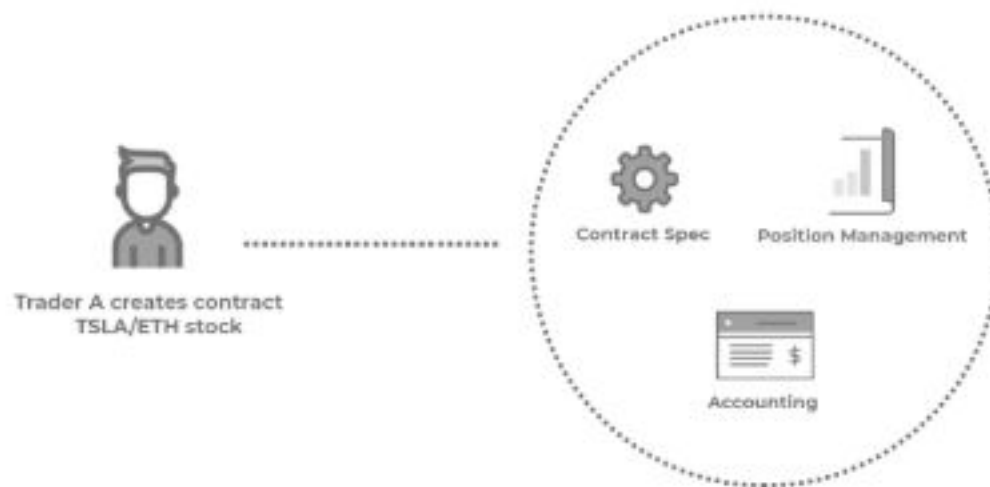 Contract Spec
Position Management
Trader A creates contract
TSLA/ETH stock
$
Accounting